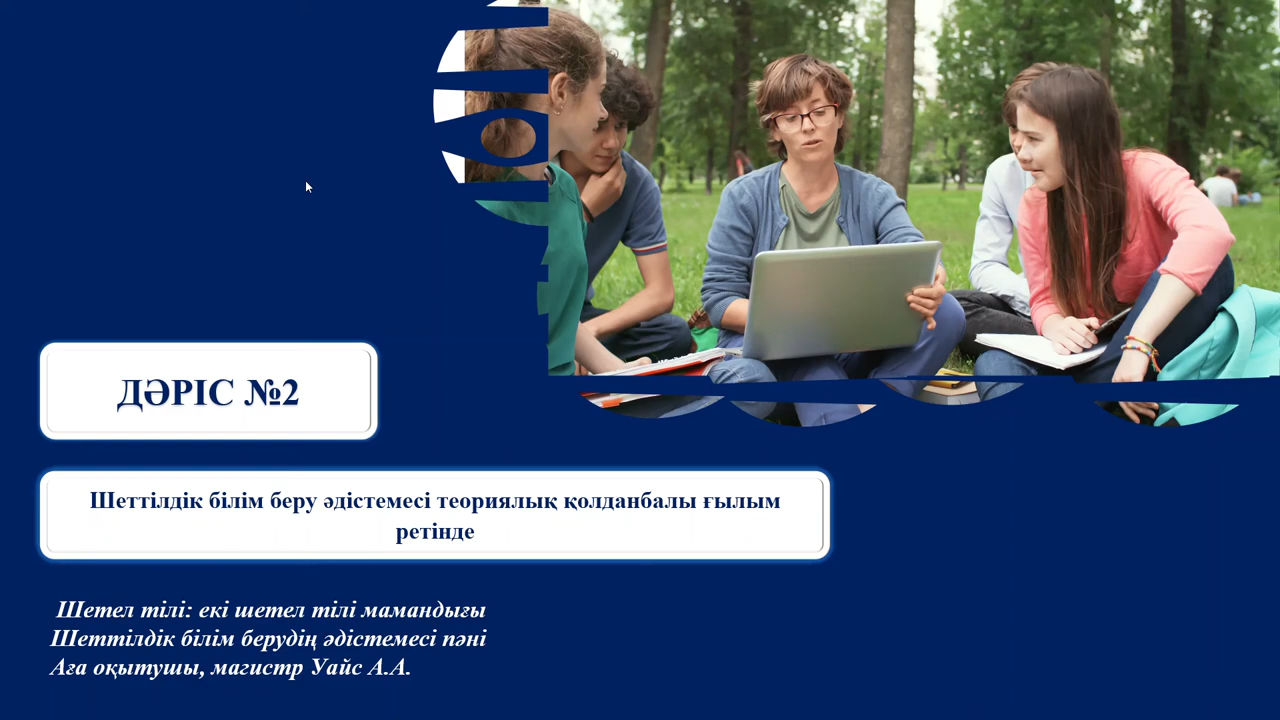 ДӘРІС №2
Шеттілдік білім беру әдістемесі теориялық қолданбалы ғылым
ретінде
Шетел тілі: екі шетел тілі мамандығы
Шеттілдік білім берудің әдістемесі пәні
Аға оқытушы, магистр Уайс А.А.